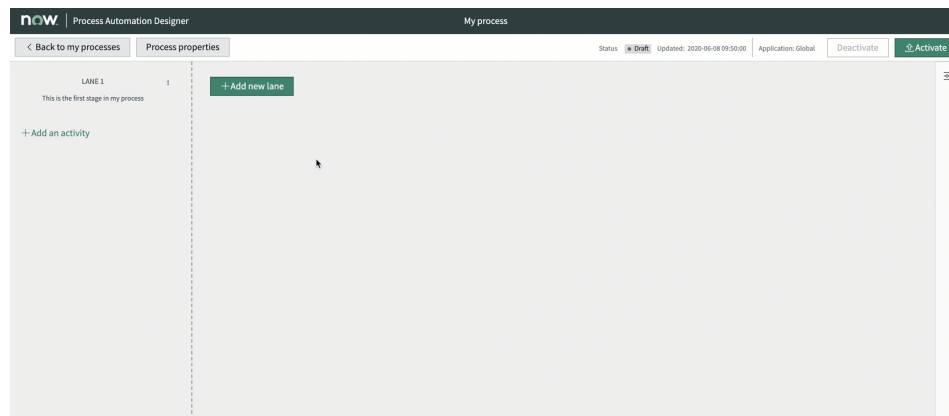 now. Process Automation Designer
My process
< Back to my processes
Process properties
Status
Draft
Updated: 2020-06-08 09:50:00
Application: Global
Deactivate
Activate
LANE 1
This is the first stage in my process
+ Add new lane
+ Add an activity